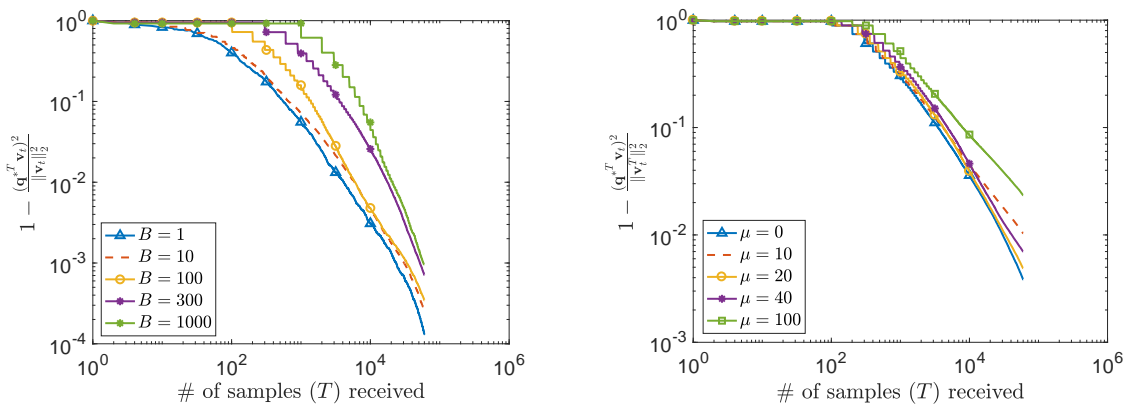 10^0
10^-1
10^-2
10^-3
10^-4
1 − (q*^T v_t)^2 / ‖v_t‖_2^2
B = 1
B = 10
B = 100
B = 300
B = 1000
10^0 10^2 10^4 10^6
# of samples (T) received
10^0
10^-1
10^-2
10^-3
1 − (q*^T v_t)^2 / ‖v_t^T‖_2^2
μ = 0
μ = 10
μ = 20
μ = 40
μ = 100
10^0 10^2 10^4 10^6
# of samples (T) received